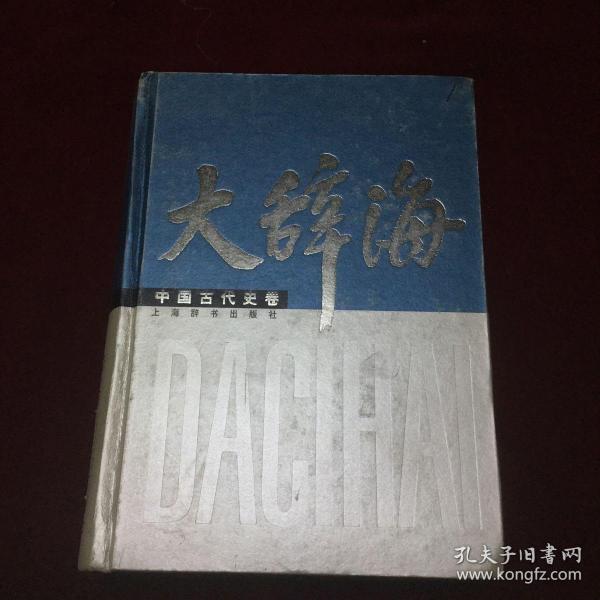 大辞海
中国古代史卷
上海辞书出版社
DACIHAI
孔夫子旧书网
www.kongfz.com